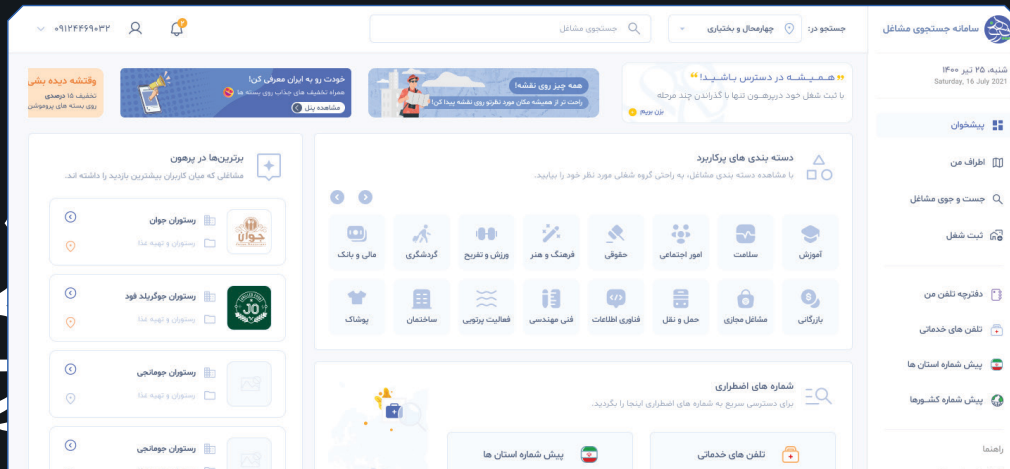 سامانه جستجوی مشاغل
جستجو در:
چهارمحال و بختیاری
جستجوی مشاغل
۲
۰۹۱۲۴۴۶۹۰۳۲
شنبه، ۲۵ تیر ۱۴۰۰
Saturday, 16 July 2021
پیشخوان
اطراف من
جست و جوی مشاغل
ثبت شغل
دفترچه تلفن من
تلفن های خدماتی
پیش شماره استان ها
پیش شماره کشورها
راهنما
هـمـیـشـه در دسترس بـاشـیـد!
با ثبت شغل خود درپرهـون تنها با گذراندن چند مرحله
بزن بریم
همه چیز روی نقشه!
راحت تر از همیشه مکان مورد نظرتو روی نقشه پیدا کن!
خودت رو به ایران معرفی کن!
همراه تخفیف های جذاب روی بسته ها
مشاهده پنل
وقتشه دیده بشی
تخفیف ۱۵ درصدی
روی بسته های پروموشن
دسته بندی های پرکاربرد
با مشاهده دسته بندی مشاغل، به راحتی گروه شغلی مورد نظر خود را بیابید.
آموزش
سلامت
امور اجتماعی
حقوقی
فرهنگ و هنر
ورزش و تفریح
گردشگری
مالی و بانک
بازرگانی
مشاغل مجازی
حمل و نقل
فناوری اطلاعات
فنی مهندسی
فعالیت پرتویی
ساختمان
پوشاک
شماره های اضطراری
برای دسترسی سریع به شماره های اضطراری اینجا را بگردید.
تلفن های خدماتی
پیش شماره استان ها
برترین‌ها در پرهون
مشاغلی که میان کاربران بیشترین بازدید را داشته اند.
جوان
رستوران جوان
رستوران و تهیه غذا
JO
رستوران جوگریلد فود
رستوران و تهیه غذا
رستوران جومانجی
رستوران و تهیه غذا
رستوران جومانجی